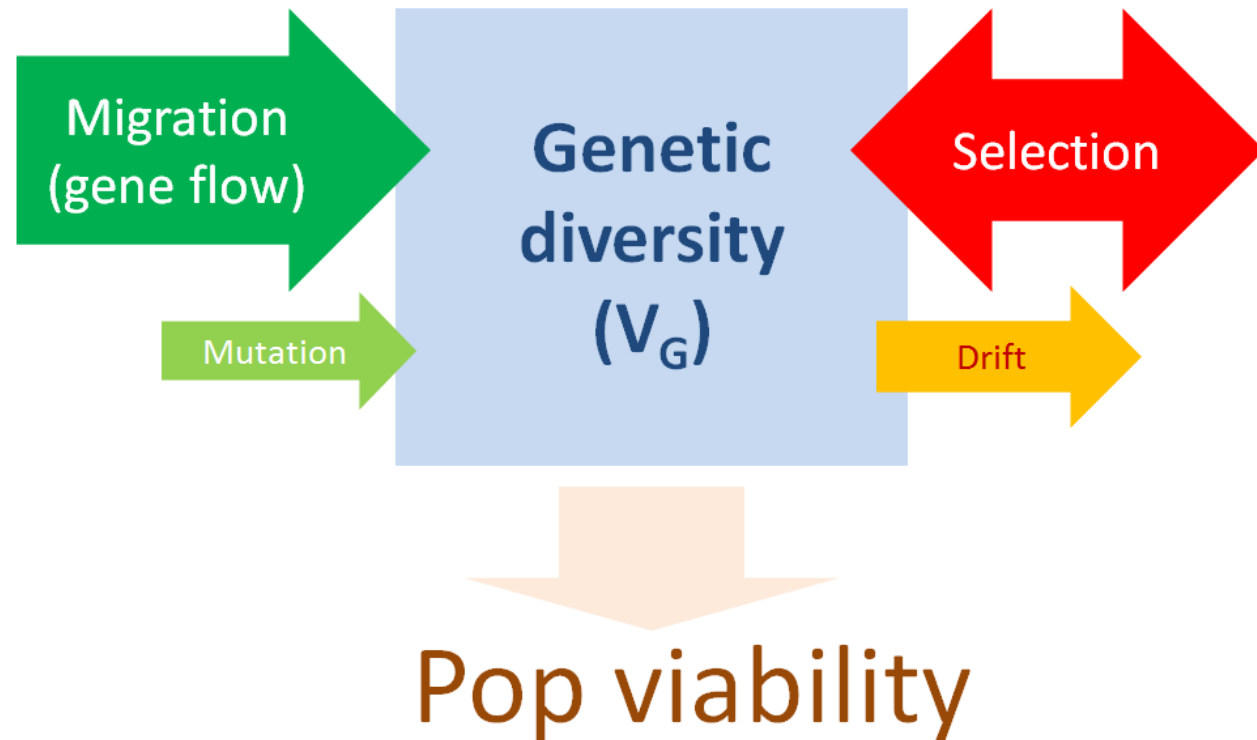 Migration
(gene flow)
Genetic
diversity
(VG)
Selection
Mutation
Drift
Pop viability